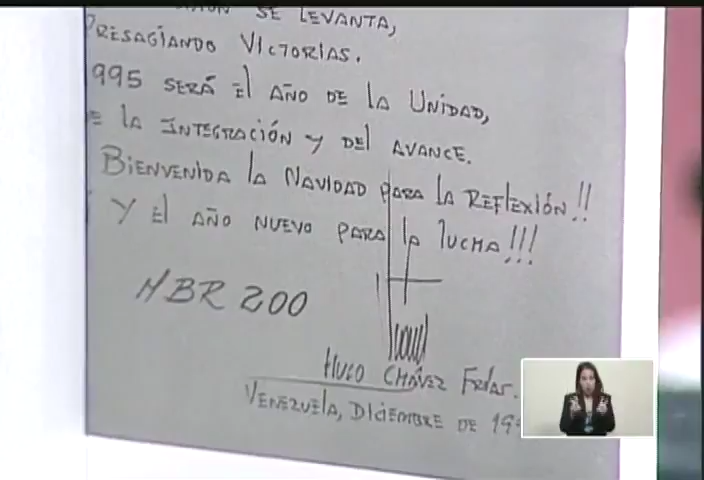 SE LEVANTA,
PRESAGIANDO VICTORIAS.
995 SERÁ El AÑO DE lA UNIDAD,
E lA INTEGRACIÓN Y DEl AVANCE.
BIENVENIDA lA NAVIDAD PARA lA REFLEXIÓN!!
Y El AÑO NUEVO PARA lA lUCHA!!!
MBR 200
HUGO CHÁVEZ FRÍAS.
VENEZUELA, DICIEMBRE DE 19